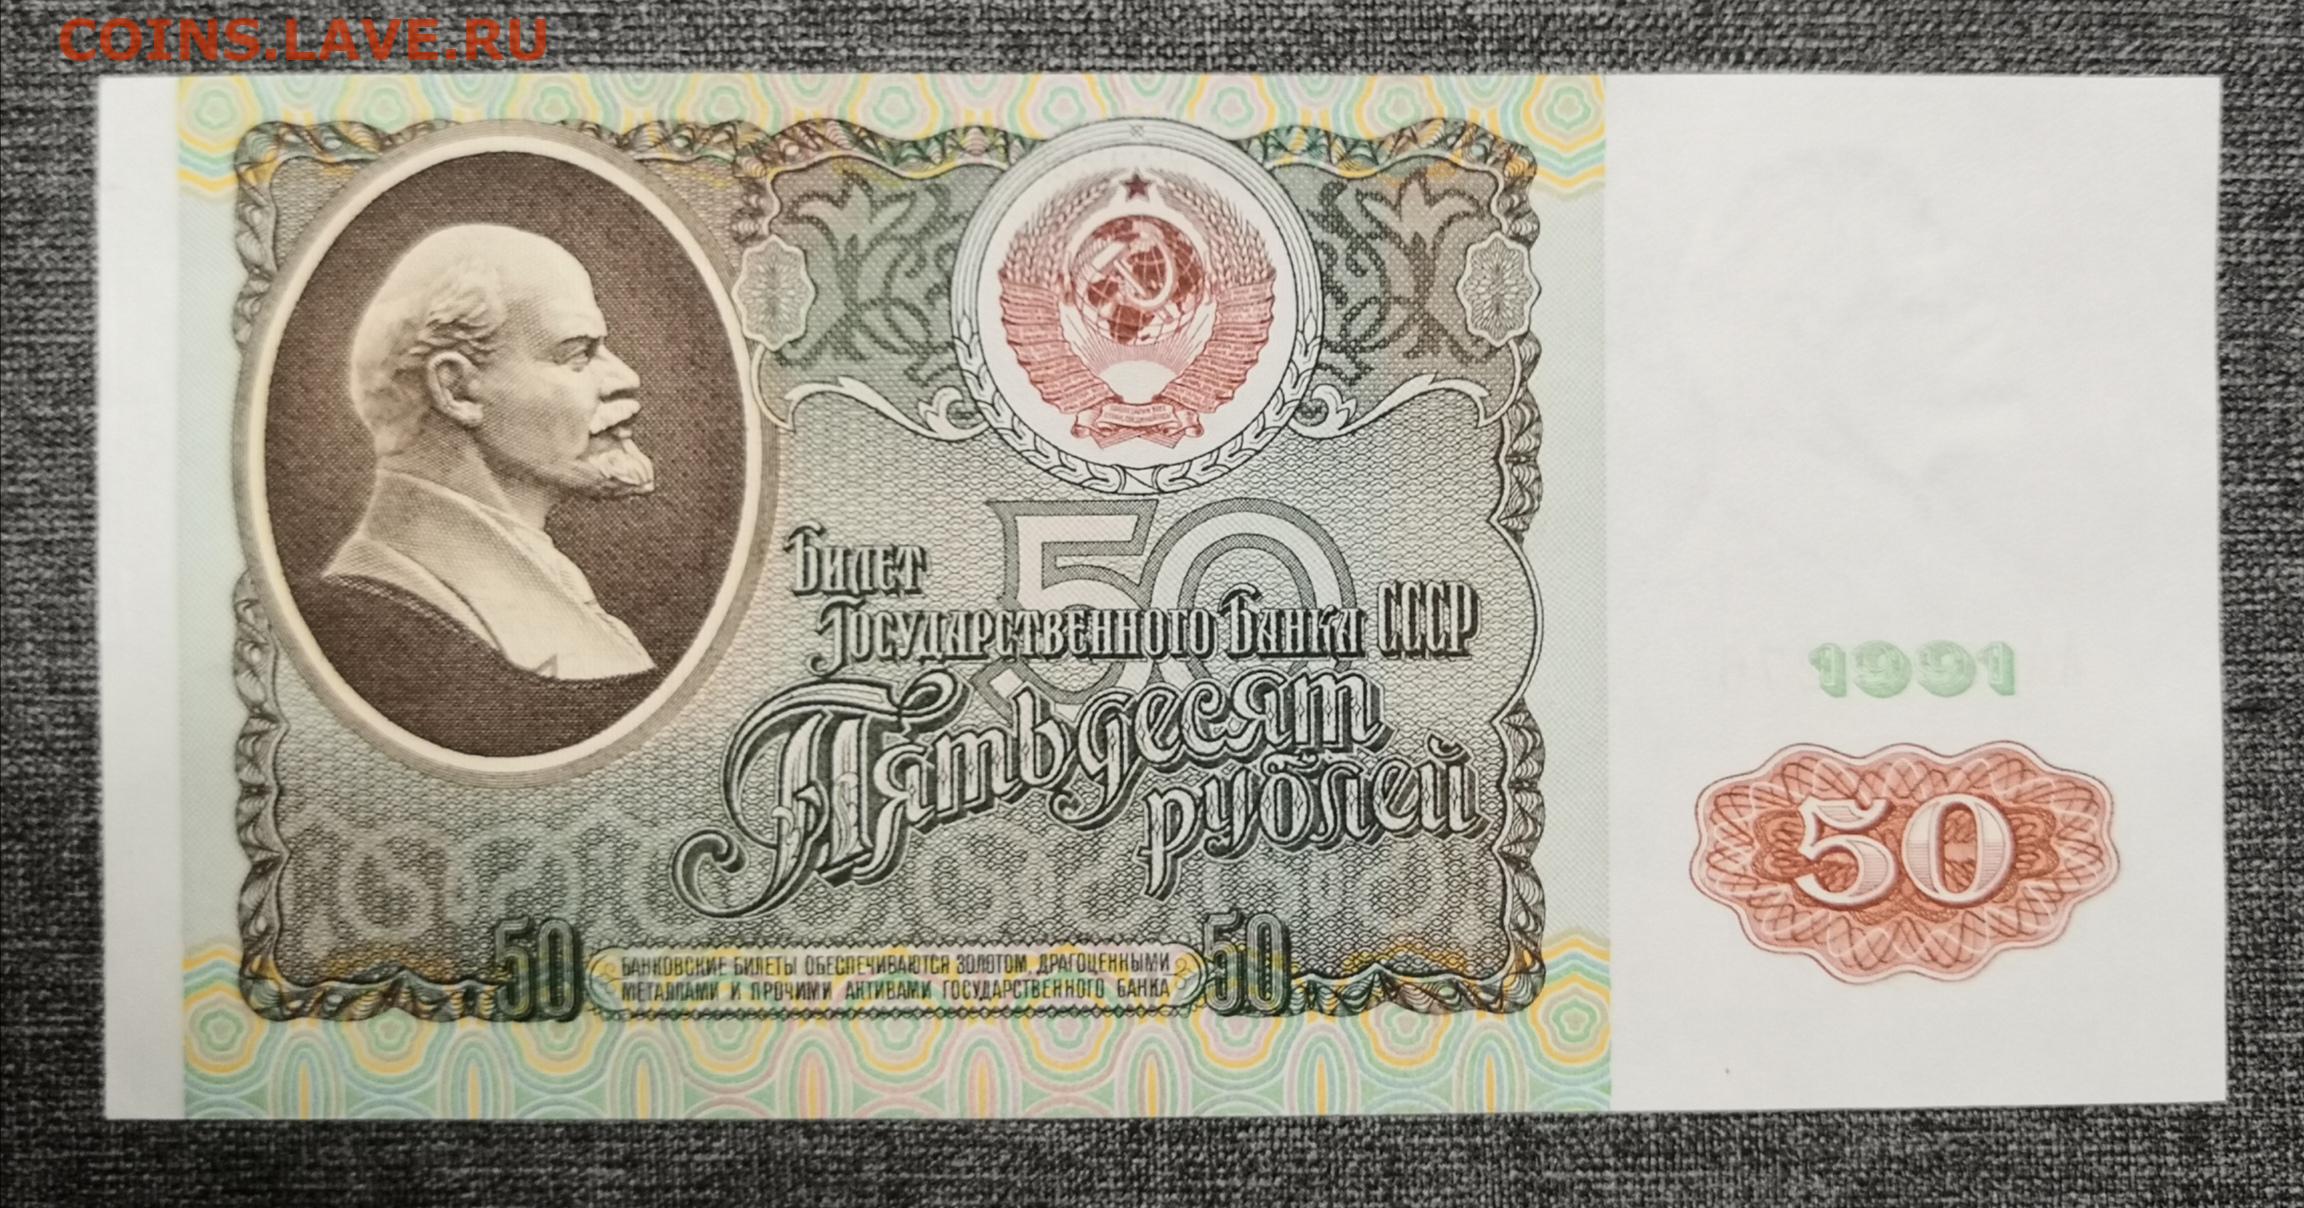 COINS.LAVE.RU
Билет
Государственного Банка СССР
50
Пятьдесят
рублей
1991
50
50
БАНКОВСКИЕ БИЛЕТЫ ОБЕСПЕЧИВАЮТСЯ ЗОЛОТОМ, ДРАГОЦЕННЫМИ
МЕТАЛЛАМИ И ПРОЧИМИ АКТИВАМИ ГОСУДАРСТВЕННОГО БАНКА
50